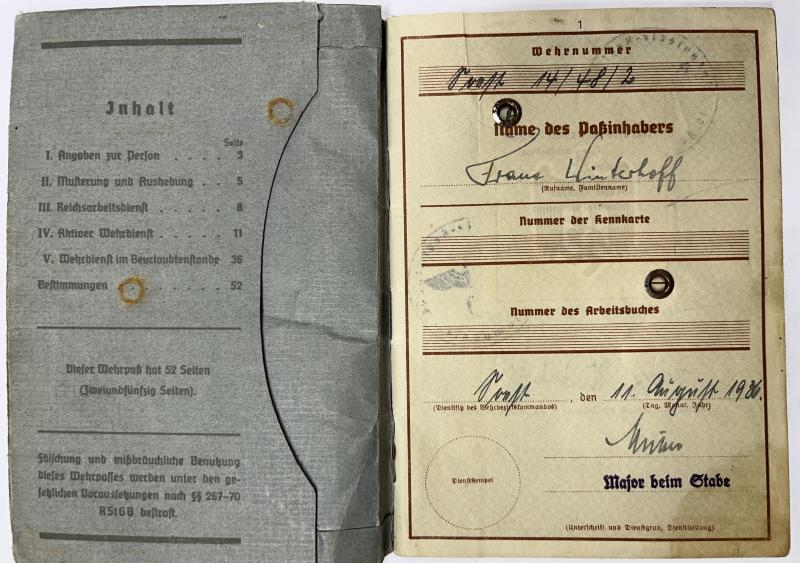 Inhalt
Seite
I. Angaben zur Person . . . . . 3
II. Musterung und Aushebung . . . . 5
III. Reichsarbeitsdienst . . . . . . 8
IV. Aktiver Wehrdienst . . . . . . 11
V. Wehrdienst im Beurlaubtenstande 36
Bestimmungen . . . . . . . . 52
Dieser Wehrpaß hat 52 Seiten
(Zweiundfünfzig Seiten).
Fälschung und mißbräuchliche Benutzung
dieses Wehrpasses werden unter den ge-
setzlichen Voraussetzungen nach §§ 267-70
RStGB bestraft.
1
Wehrnummer
Soest 14/48/2
Name des Paßinhabers
Franz Winterhoff
(Rufname, Familienname)
Nummer der Kennkarte
Nummer des Arbeitsbuches
Soest, den 11. August 1936.
(Dienstsitz des Wehrbezirkskommandos) (Tag, Monat, Jahr)
Dienststempel
Major beim Stabe
(Unterschrift und Dienstgrad, Dienststellung)